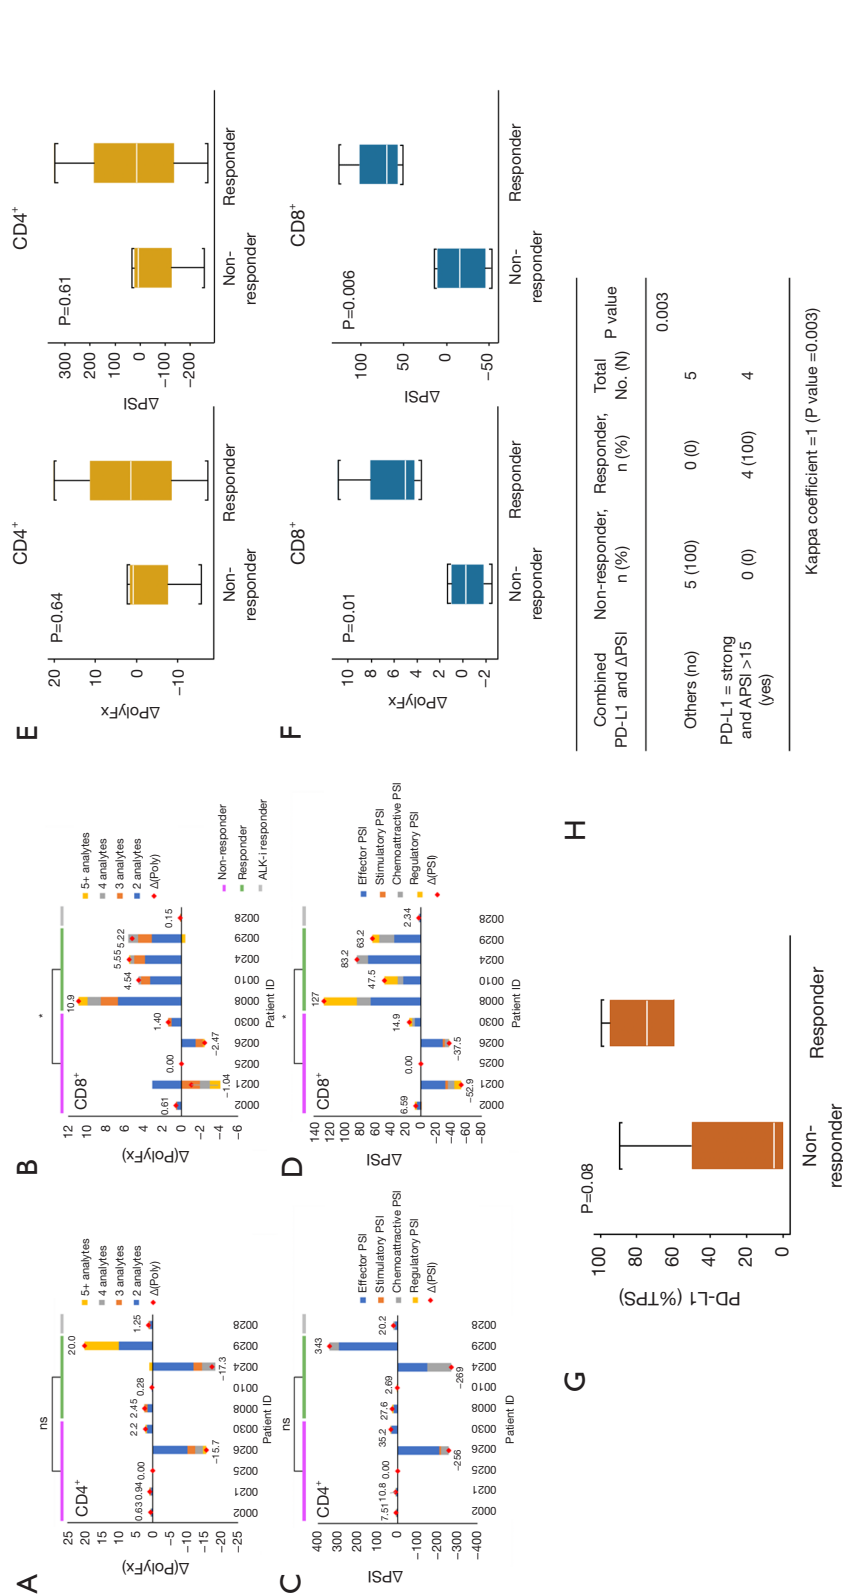 A
CD4+
ns
Δ(PolyFx)
25
20
15
10
5
0
−5
−10
−15
−20
−25
0.63
0.94
0.00
−15.7
2.2
2.45
0.28
−17.3
20.0
1.25
0002
0021
0025
0026
0030
0008
0010
0024
0029
0028
Patient ID
5+ analytes
4 analytes
3 analytes
2 analytes
Δ(Poly)
B
CD8+
*
Δ(PolyFx)
12
10
8
6
4
2
0
−2
−4
−6
0.61
−1.04
0.00
−2.47
1.40
10.9
4.54
5.55
5.22
0.15
0002
0021
0025
0026
0030
0008
0010
0024
0029
0028
Patient ID
5+ analytes
4 analytes
3 analytes
2 analytes
Δ(Poly)
Non-responder
Responder
ALK-i responder
C
CD4+
ns
ΔPSI
400
300
200
100
0
−100
−200
−300
−400
7.51
10.8
0.00
−256
35.2
27.6
2.69
−269
343
20.2
0002
0021
0025
0026
0030
0008
0010
0024
0029
0028
Patient ID
Effector PSI
Stimulatory PSI
Chemoattractive PSI
Regulatory PSI
Δ(PSI)
D
CD8+
*
ΔPSI
140
120
100
80
60
40
20
0
−20
−40
−60
−80
6.59
−52.9
0.00
−37.5
14.9
127
47.5
83.2
63.2
2.34
0002
0021
0025
0026
0030
0008
0010
0024
0029
0028
Patient ID
Effector PSI
Stimulatory PSI
Chemoattractive PSI
Regulatory PSI
Δ(PSI)
E
CD4+
P=0.64
ΔPolyFx
20
10
0
−10
Non-
responder
Responder
CD4+
P=0.61
ΔPSI
300
200
100
0
−100
−200
Non-
responder
Responder
F
CD8+
P=0.01
ΔPolyFx
10
8
6
4
2
0
−2
Non-
responder
Responder
CD8+
P=0.006
ΔPSI
100
50
0
−50
Non-
responder
Responder
G
P=0.08
PD-L1 (%TPS)
100
80
60
40
20
0
Non-
responder
Responder
H
Combined
PD-L1 and ΔPSI
Non-responder,
n (%)
Responder,
n (%)
Total
No. (N)
P value
0.003
Others (no)
5 (100)
0 (0)
5
PD-L1 = strong
and APSI >15
(yes)
0 (0)
4 (100)
4
Kappa coefficient =1 (P value =0.003)